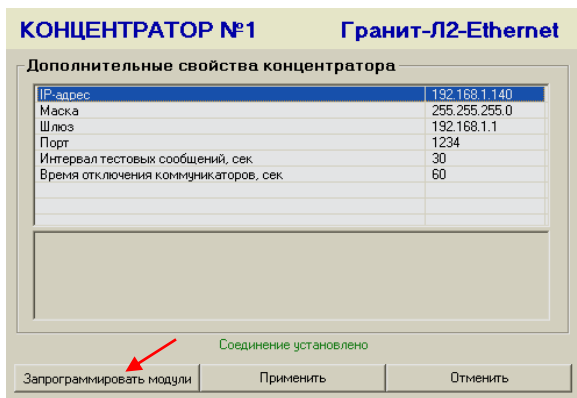 КОНЦЕНТРАТОР №1 Гранит-Л2-Ethernet
Дополнительные свойства концентратора
IP-адрес 192.168.1.140
Маска 255.255.255.0
Шлюз 192.168.1.1
Порт 1234
Интервал тестовых сообщений, сек 30
Время отключения коммуникаторов, сек 60
Соединение установлено
Запрограммировать модули Применить Отменить